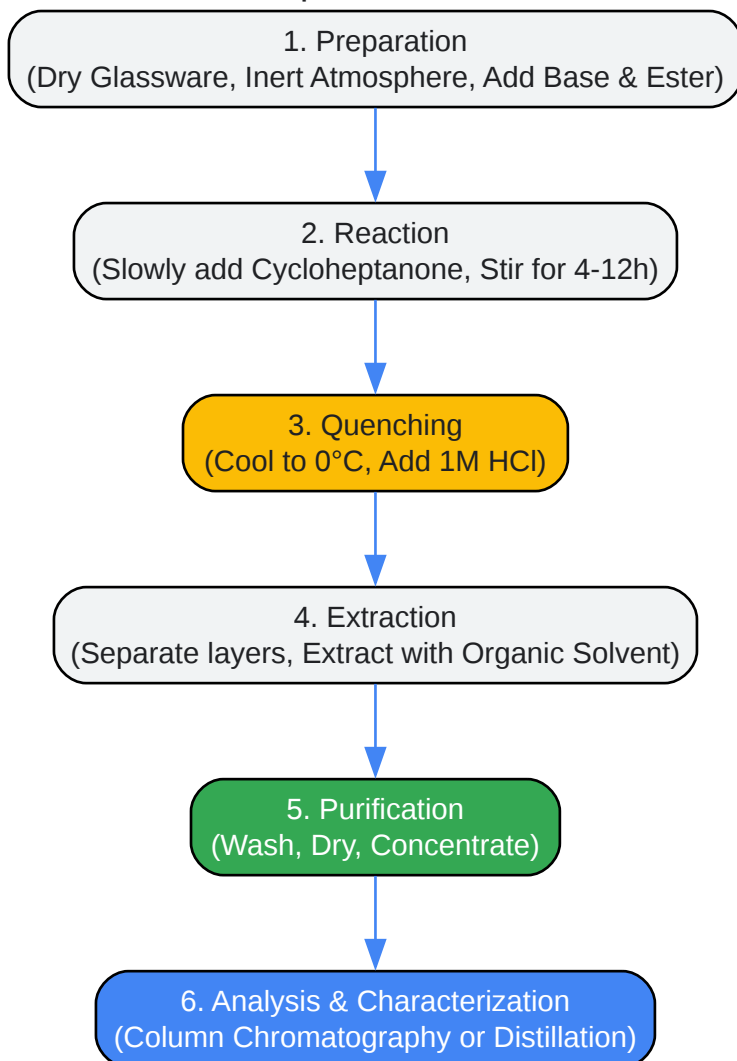 1. Preparation
(Dry Glassware, Inert Atmosphere, Add Base & Ester)
2. Reaction
(Slowly add Cycloheptanone, Stir for 4-12h)
3. Quenching
(Cool to 0°C, Add 1M HCl)
4. Extraction
(Separate layers, Extract with Organic Solvent)
5. Purification
(Wash, Dry, Concentrate)
6. Analysis & Characterization
(Column Chromatography or Distillation)